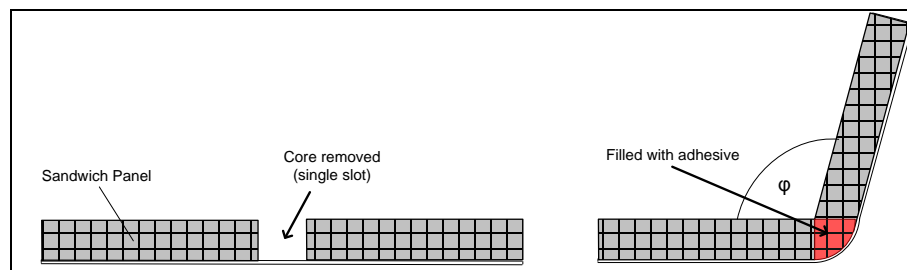 Sandwich Panel
Core removed
(single slot)
Filled with adhesive
φ